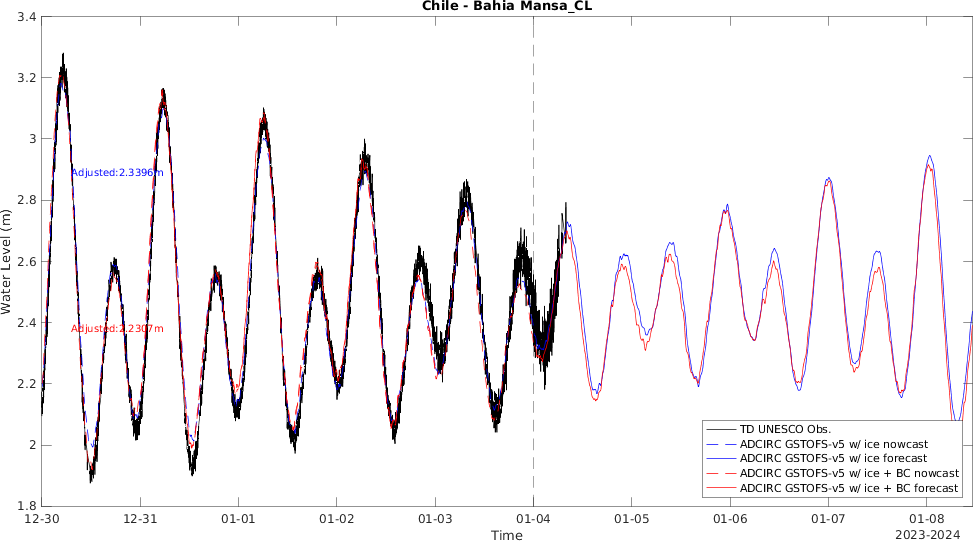 Chile - Bahia Mansa_CL
3.4
3.2
3
2.8
2.6
2.4
2.2
2
1.8
Water Level (m)
Adjusted:2.3396m
Adjusted:2.2307m
TD UNESCO Obs.
ADCIRC GSTOFS-v5 w/ ice nowcast
ADCIRC GSTOFS-v5 w/ ice forecast
ADCIRC GSTOFS-v5 w/ ice + BC nowcast
ADCIRC GSTOFS-v5 w/ ice + BC forecast
12-30 12-31 01-01 01-02 01-03 01-04 01-05 01-06 01-07 01-08
Time
2023-2024